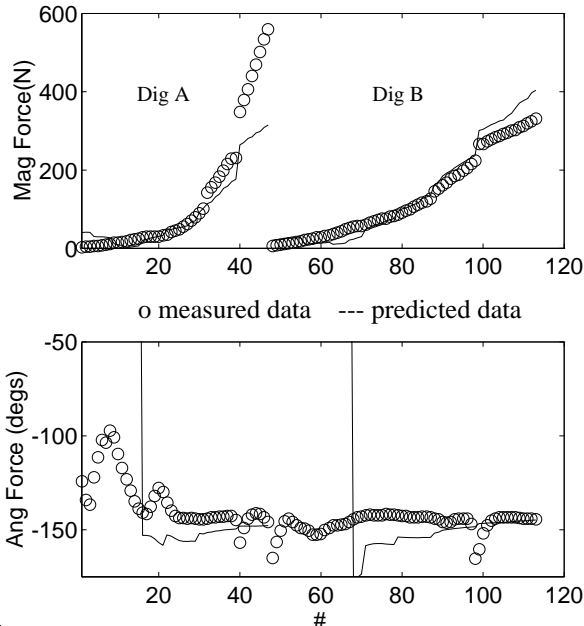 600
400
200
0
Mag Force(N)
Dig A
Dig B
20 40 60 80 100 120
o measured data --- predicted data
-50
-100
-150
Ang Force (degs)
20 40 60 80 100 120
#